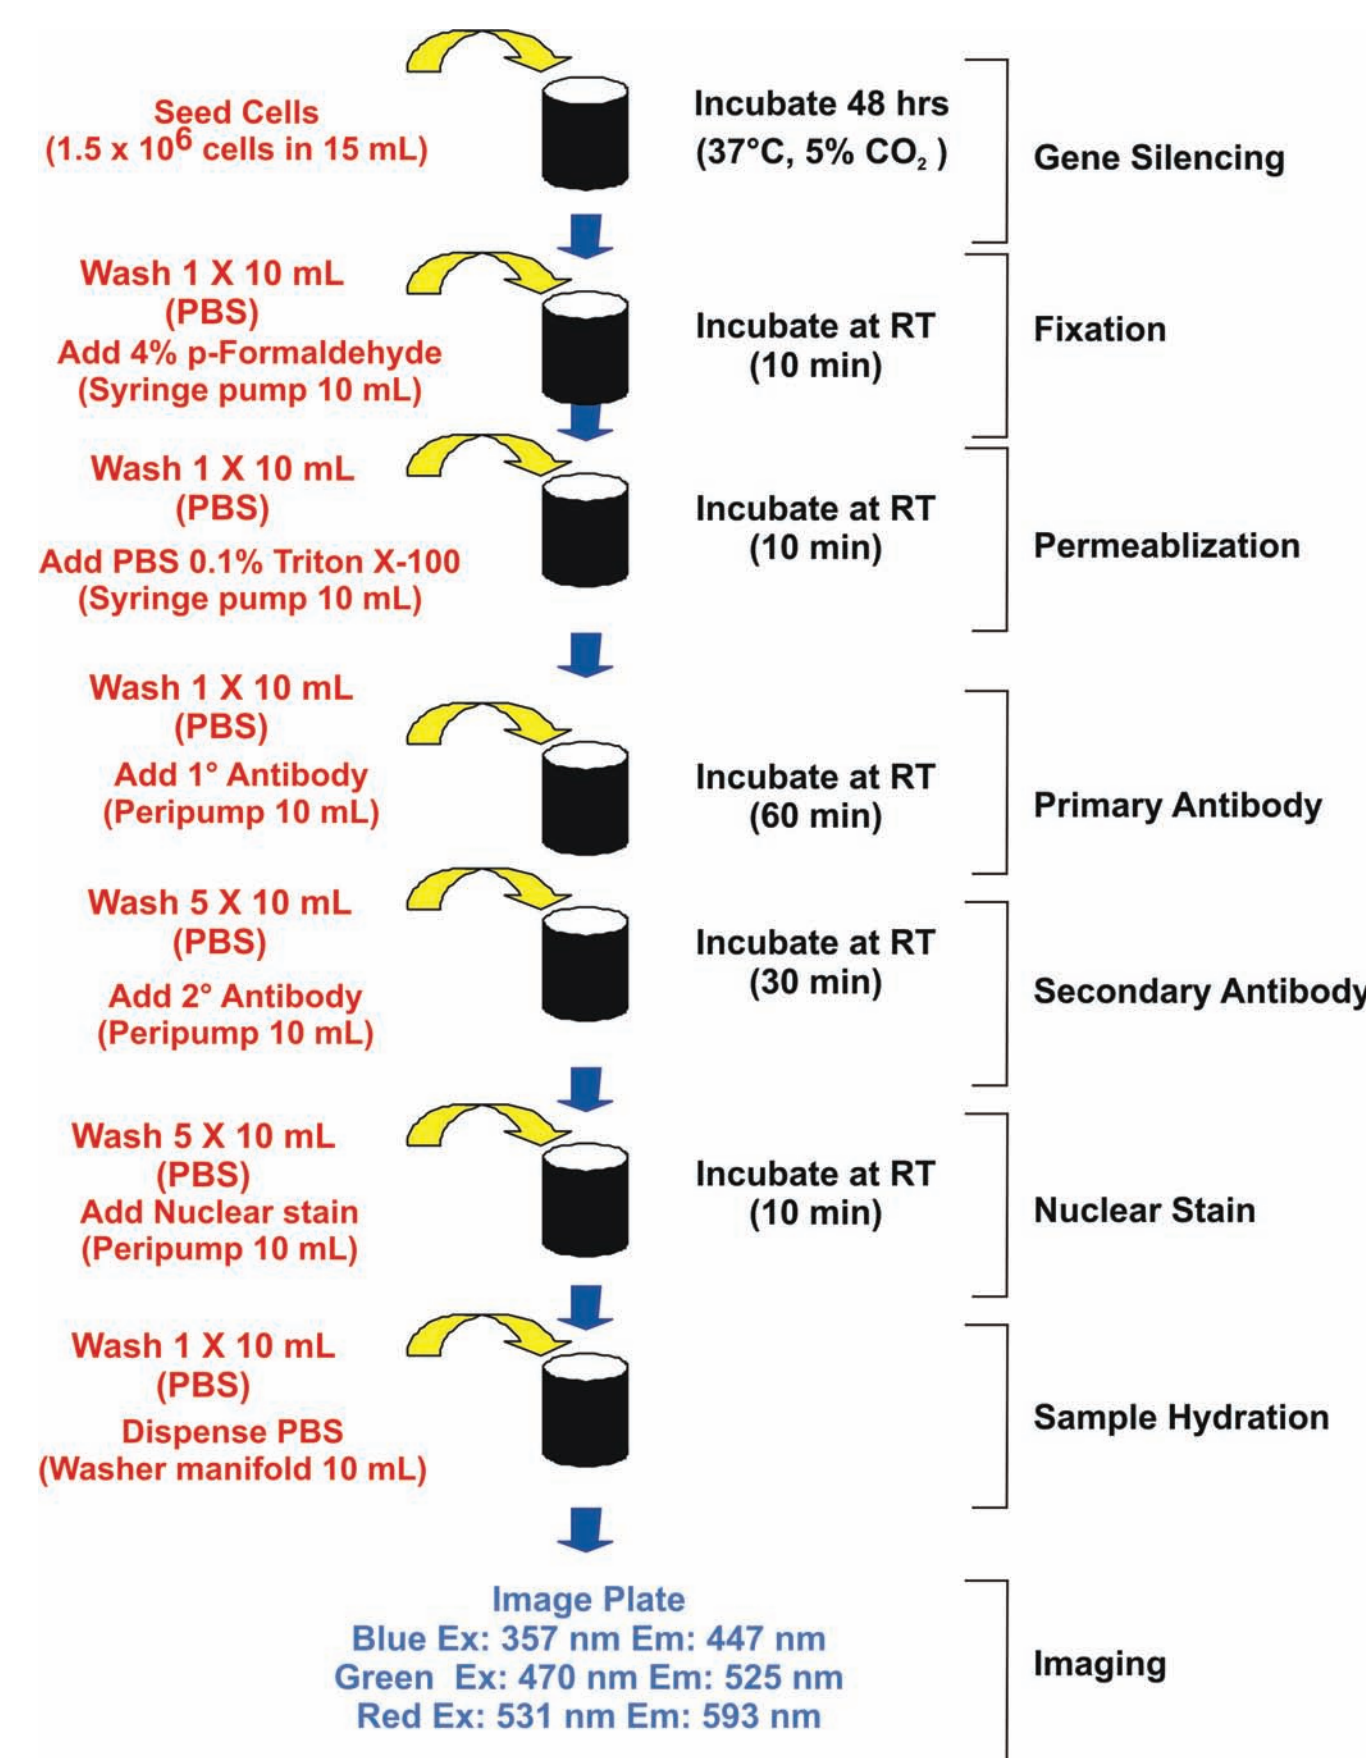 Seed Cells
(1.5 x 10⁶ cells in 15 mL)
Incubate 48 hrs
(37°C, 5% CO₂ )
Gene Silencing
Wash 1 X 10 mL
(PBS)
Add 4% p-Formaldehyde
(Syringe pump 10 mL)
Incubate at RT
(10 min)
Fixation
Wash 1 X 10 mL
(PBS)
Add PBS 0.1% Triton X-100
(Syringe pump 10 mL)
Incubate at RT
(10 min)
Permeablization
Wash 1 X 10 mL
(PBS)
Add 1° Antibody
(Peripump 10 mL)
Incubate at RT
(60 min)
Primary Antibody
Wash 5 X 10 mL
(PBS)
Add 2° Antibody
(Peripump 10 mL)
Incubate at RT
(30 min)
Secondary Antibody
Wash 5 X 10 mL
(PBS)
Add Nuclear stain
(Peripump 10 mL)
Incubate at RT
(10 min)
Nuclear Stain
Wash 1 X 10 mL
(PBS)
Dispense PBS
(Washer manifold 10 mL)
Sample Hydration
Image Plate
Blue Ex: 357 nm Em: 447 nm
Green Ex: 470 nm Em: 525 nm
Red Ex: 531 nm Em: 593 nm
Imaging